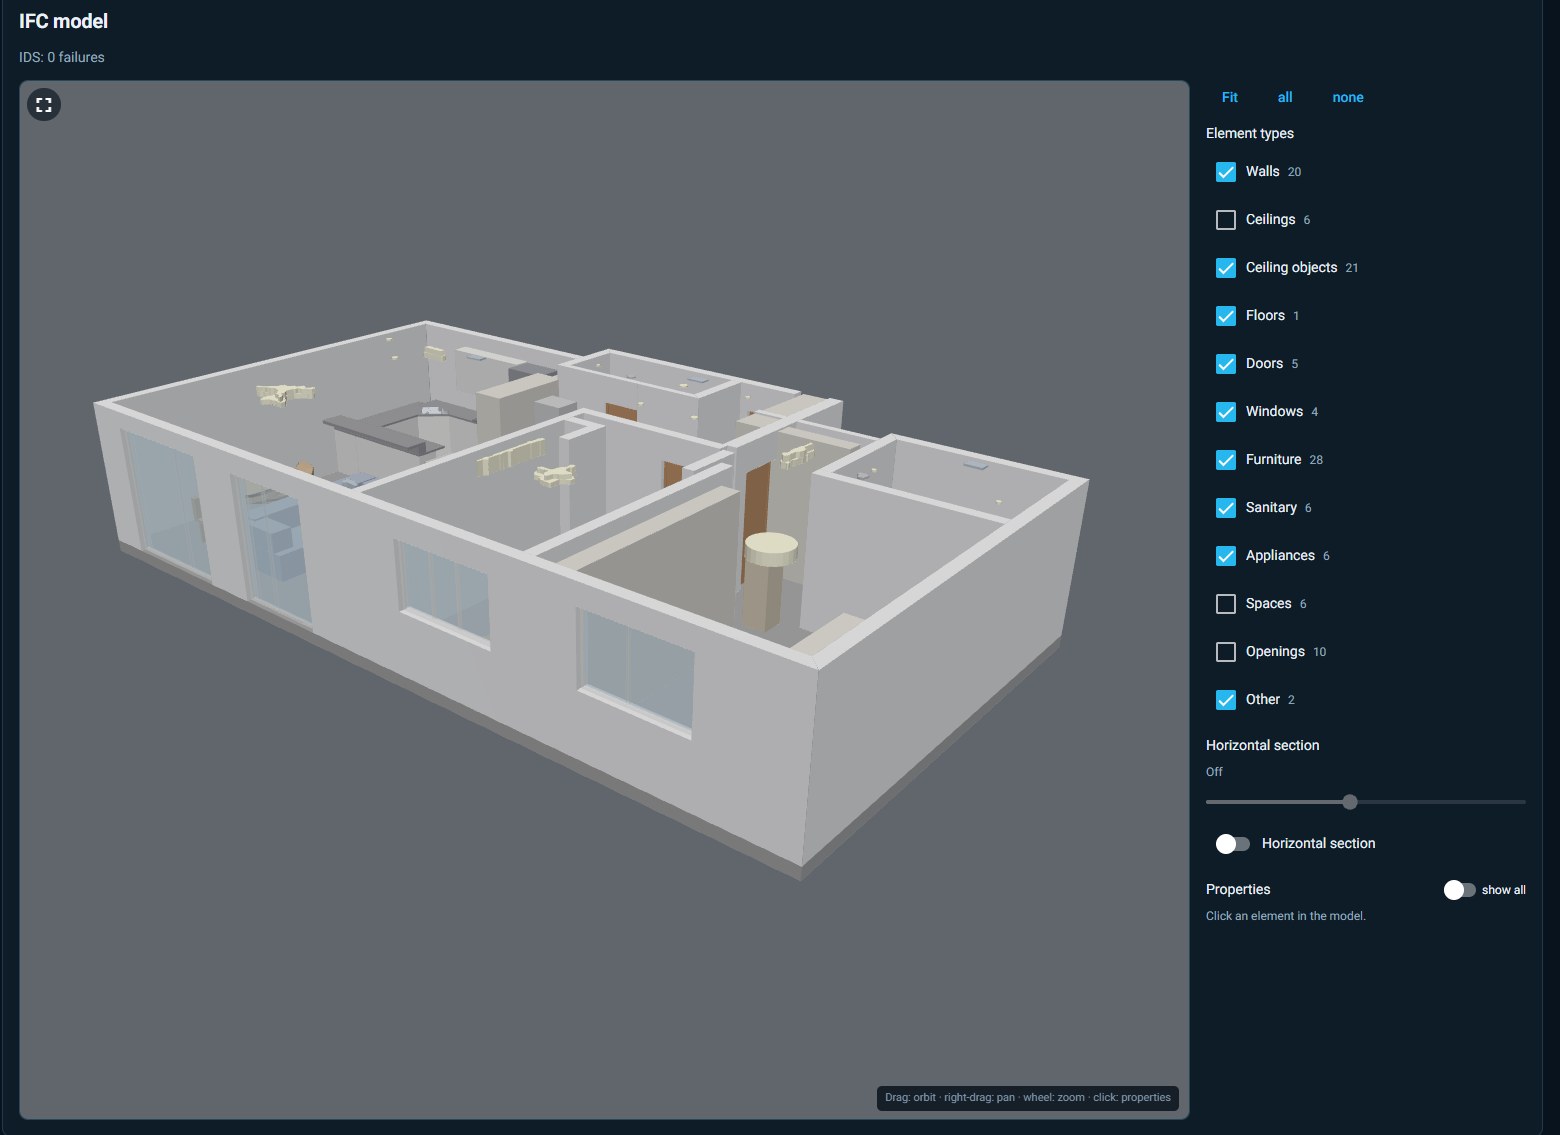 IFC model
IDS: 0 failures
Fit all none
Element types
Walls 20
Ceilings 6
Ceiling objects 21
Floors 1
Doors 5
Windows 4
Furniture 28
Sanitary 6
Appliances 6
Spaces 6
Openings 10
Other 2
Horizontal section
Off
Horizontal section
Properties show all
Click an element in the model.
Drag: orbit · right-drag: pan · wheel: zoom · click: properties